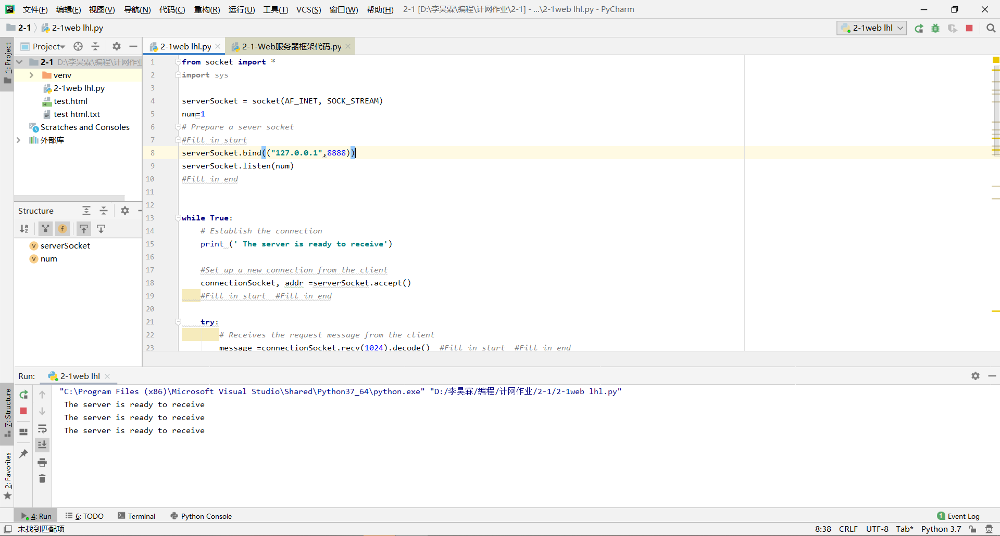 文件(F) 编辑(E) 视图(V) 导航(N) 代码(C) 重构(R) 运行(U) 工具(T) VCS(S) 窗口(W) 帮助(H) 2-1 [D:\李昊霖\编程\计网作业\2-1] - ...\2-1web lhl.py - PyCharm
2-1 2-1web lhl.py
2-1web lhl
1: Project
Project
2-1 D:\李昊霖\编程\计网作业
venv
2-1web lhl.py
test.html
test html.txt
Scratches and Consoles
外部库
Structure
serverSocket
num
2-1web lhl.py 2-1-Web服务器框架代码.py
1 from socket import *
2 import sys
3
4 serverSocket = socket(AF_INET, SOCK_STREAM)
5 num=1
6 # Prepare a sever socket
7 #Fill in start
8 serverSocket.bind(("127.0.0.1",8888))
9 serverSocket.listen(num)
10 #Fill in end
11
12
13 while True:
14 # Establish the connection
15 print (' The server is ready to receive')
16
17 #Set up a new connection from the client
18 connectionSocket, addr =serverSocket.accept()
19 #Fill in start #Fill in end
20
21 try:
22 # Receives the request message from the client
23 message =connectionSocket.recv(1024).decode() #Fill in start #Fill in end
Run: 2-1web lhl
7: Structure
2: Favorites
"C:\Program Files (x86)\Microsoft Visual Studio\Shared\Python37_64\python.exe" "D:/李昊霖/编程/计网作业/2-1/2-1web lhl.py"
The server is ready to receive
The server is ready to receive
The server is ready to receive
4: Run 6: TODO Terminal Python Console 1 Event Log
未找到匹配项 8:38 CRLF UTF-8 Tab* Python 3.7